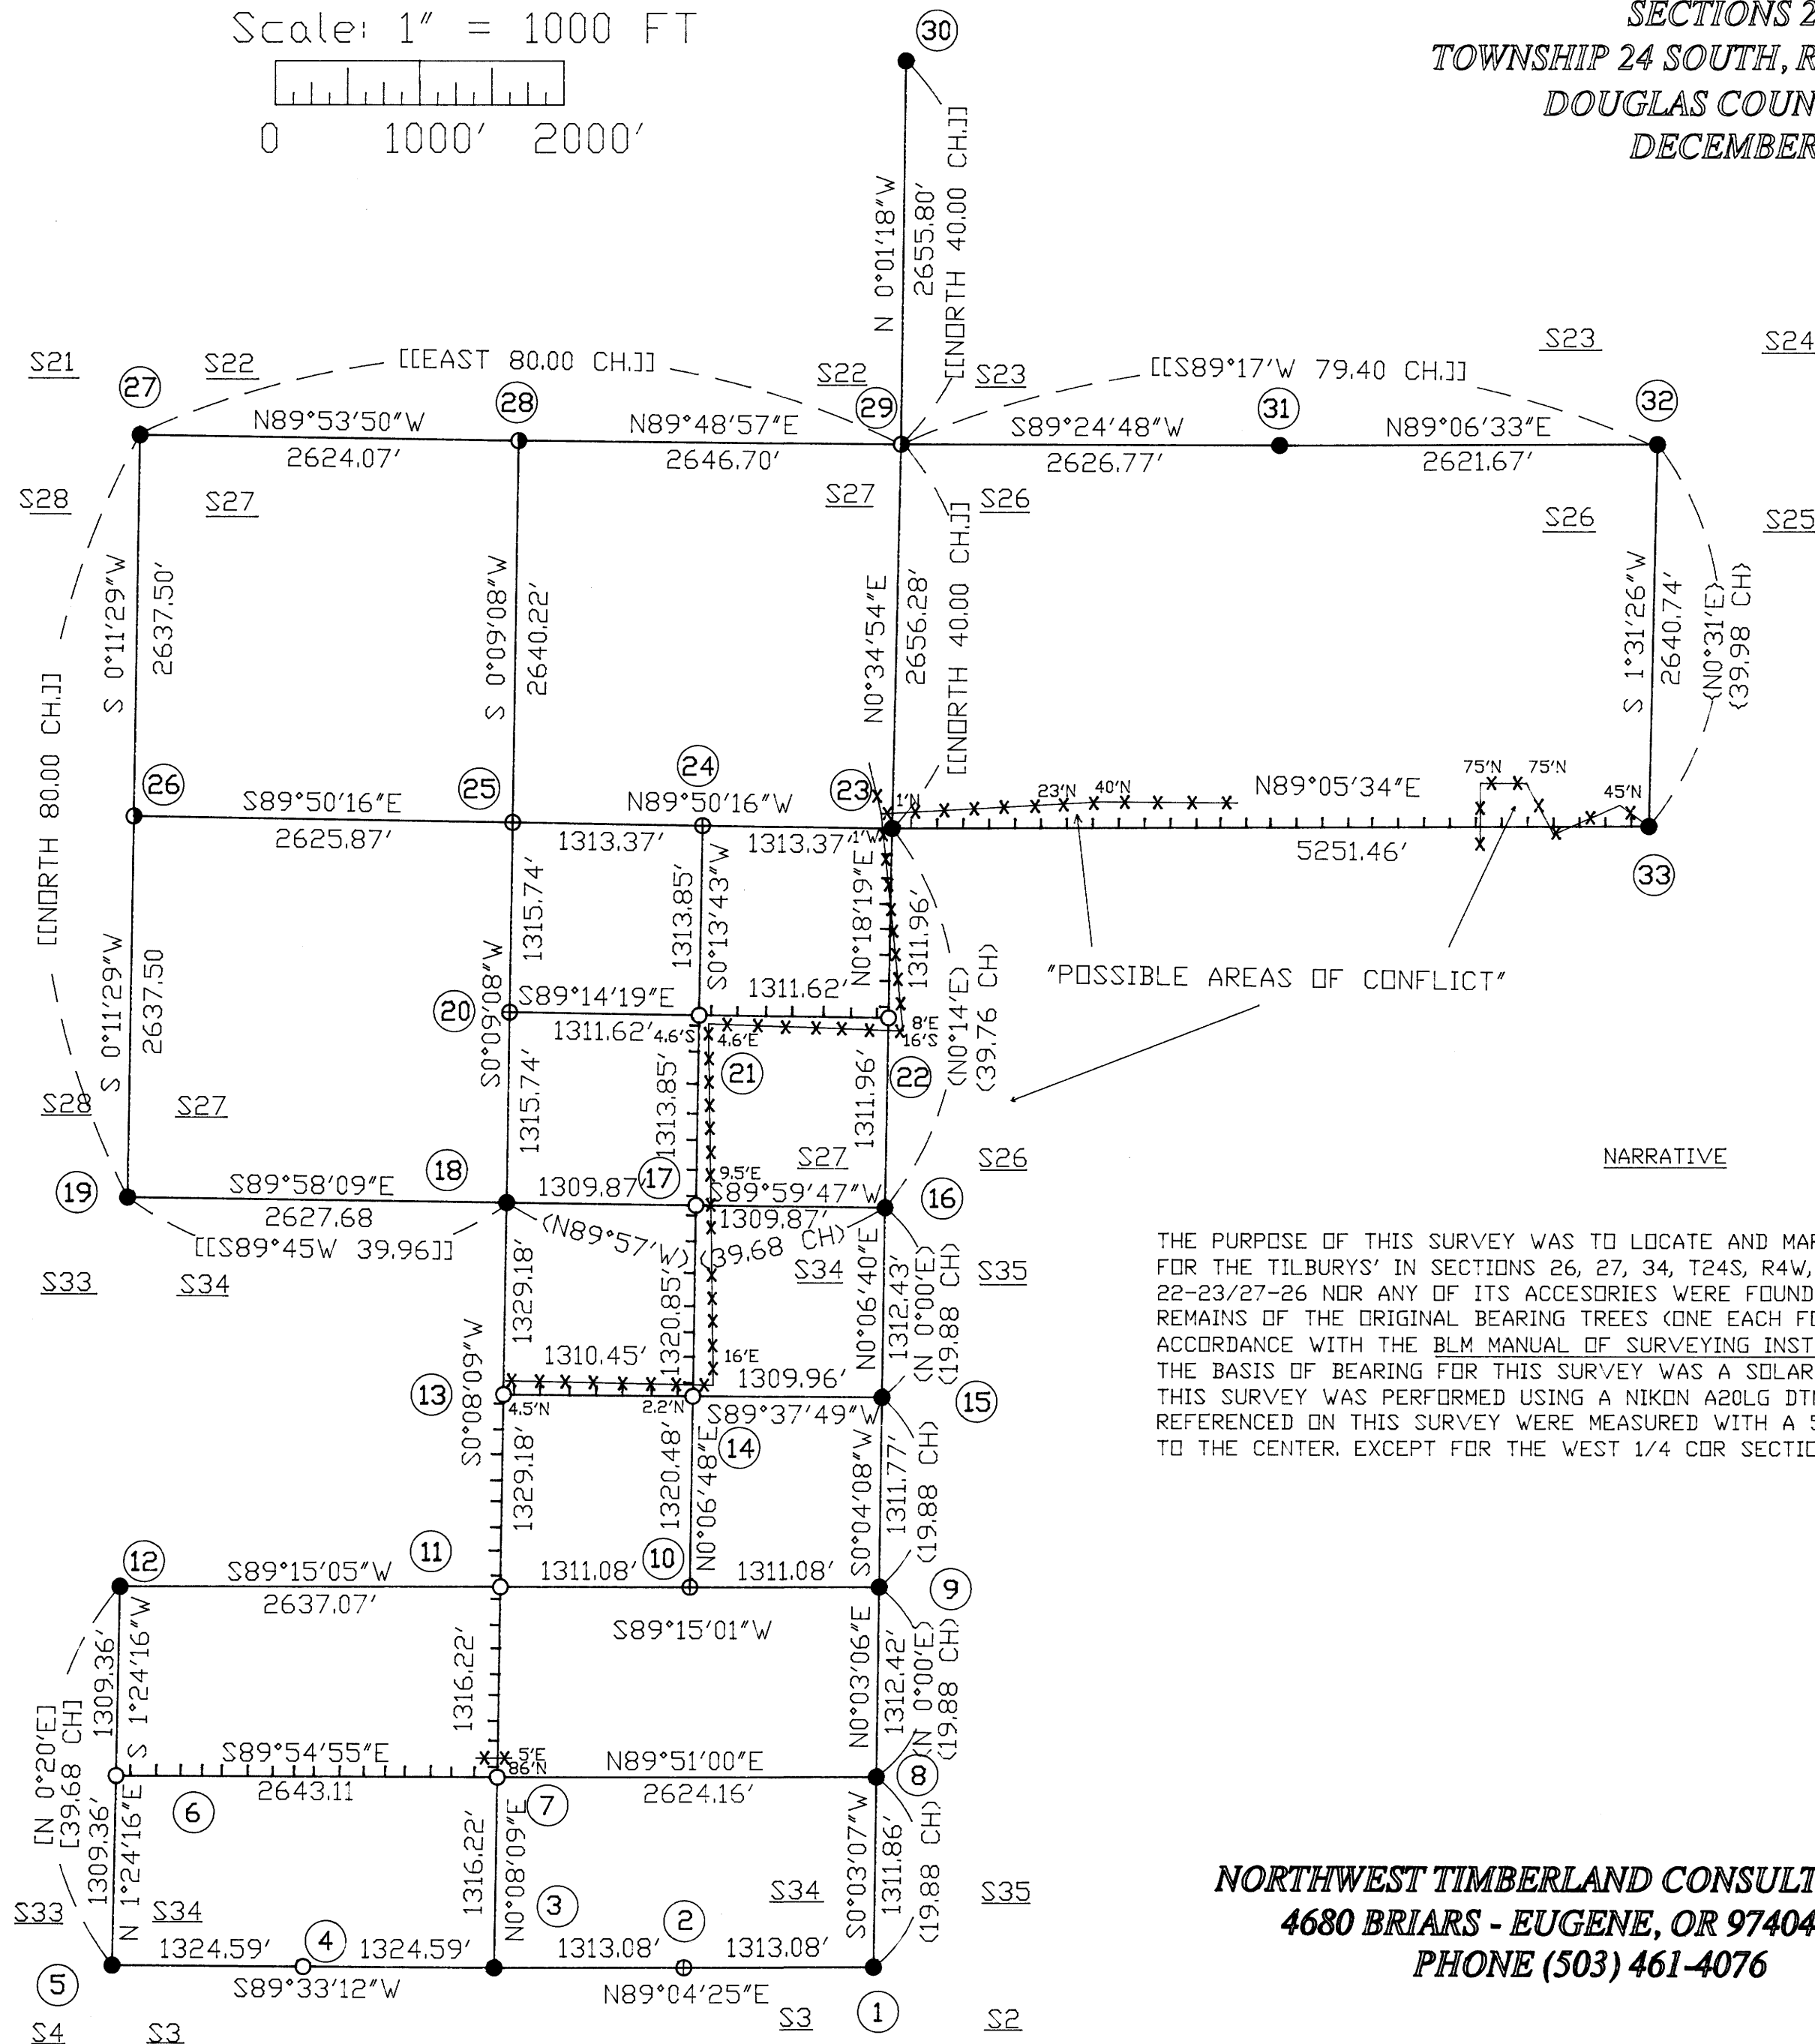 Scale: 1" = 1000 FT
0 1000' 2000'
SECTIONS 2
TOWNSHIP 24 SOUTH, R
DOUGLAS COUN
DECEMBER
30
N 0°01'18"W
2655.80'
[[NORTH 40.00 CH.]]
S21
S22
[[EAST 80.00 CH.]]
S22
S23
[[S89°17'W 79.40 CH.]]
S23
S24
27
28
29
31
32
N89°53'50"W
2624.07'
N89°48'57"E
2646.70'
S89°24'48"W
2626.77'
N89°06'33"E
2621.67'
S28
S27
S27
S26
S26
S25
[[NORTH 80.00 CH.]]
S 0°11'29"W
2637.50'
S 0°09'08"W
2640.22'
N0°34'54"E
2656.28'
[[NORTH 40.00 CH.]]
S 1°31'26"W
2640.74'
(N0°31'E)
(39.98 CH)
26
25
24
23
S89°50'16"E
2625.87'
N89°50'16"W
1313.37'
1313.37'
1'N
1'W
23'N
40'N
N89°05'34"E
75'N
75'N
45'N
5251.46'
33
S 0°11'29"W
2637.50
S0°09'08"W
1315.74'
1313.85'
S0°13'43"W
N0°18'19"E
1311.96'
"POSSIBLE AREAS OF CONFLICT"
20
S89°14'19"E
1311.62'
1311.62'
4.6'S
4.6'E
8'E
16'S
21
22
1315.74'
1313.85'
1311.96'
(N0°14'E)
(39.76 CH)
S28
S27
S27
S26
19
18
17
16
S89°58'09"E
2627.68
1309.87'
9.5'E
S89°59'47"W
1309.87'
[[S89°45W 39.96]]
(N89°57'W) (39.68 CH)
S33
S34
S34
S35
NARRATIVE
THE PURPOSE OF THIS SURVEY WAS TO LOCATE AND MAR
FOR THE TILBURYS' IN SECTIONS 26, 27, 34, T24S, R4W,
22-23/27-26 NOR ANY OF ITS ACCESORIES WERE FOUND
REMAINS OF THE ORIGINAL BEARING TREES (ONE EACH FO
ACCORDANCE WITH THE BLM MANUAL OF SURVEYING INST
THE BASIS OF BEARING FOR THIS SURVEY WAS A SOLAR
THIS SURVEY WAS PERFORMED USING A NIKON A20LG DT
REFERENCED ON THIS SURVEY WERE MEASURED WITH A 5
TO THE CENTER. EXCEPT FOR THE WEST 1/4 COR SECTIO
1329.18'
1320.85'
N0°06'40"E
1312.43'
(N 0°00'E)
(19.88 CH)
S0°08'09"W
1310.45'
16'E
1309.96'
13
4.5'N
2.2'N
S89°37'49"W
14
15
1329.18'
1320.48'
N0°06'48"E
S0°04'08"W
1311.77'
(19.88 CH)
12
11
10
9
S89°15'05"W
2637.07'
1311.08'
1311.08'
S89°15'01"W
1309.36'
S 1°24'16"W
1316.22'
N0°03'06"E
1312.42'
(N 0°00'E)
(19.88 CH)
[N 0°20'E]
[39.68 CH]
S89°54'55"E
2643.11
5'E
86'N
N89°51'00"E
2624.16'
6
7
8
1309.36'
N 1°24'16"E
1316.22'
N0°08'09"E
S0°03'07"W
1311.86'
(19.88 CH)
S33
S34
S34
S35
5
4
3
2
1
1324.59'
1324.59'
S89°33'12"W
1313.08'
1313.08'
N89°04'25"E
S4
S3
S3
S2
NORTHWEST TIMBERLAND CONSULT
4680 BRIARS - EUGENE, OR 97404
PHONE (503) 461-4076